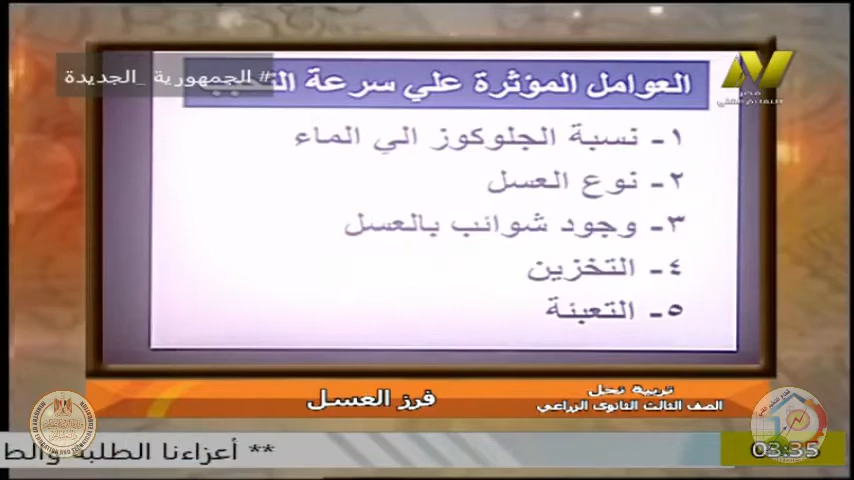 #الجمهورية_الجديدة
العوامل المؤثرة علي سرعة
مصر
١- نسبة الجلوكوز الي الماء
٢- نوع العسل
٣- وجود شوائب بالعسل
٤- التخزين
٥- التعبئة
تربية نحل
الصف الثالث الثانوى الزراعي
فرز العسل
** أعزاءنا الطلبة والط
03:35